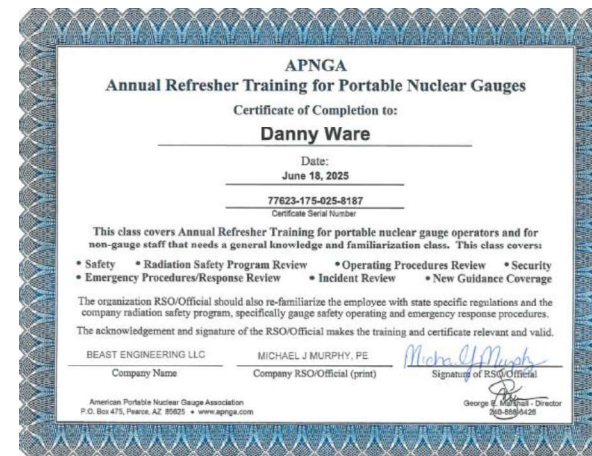 APNGA
Annual Refresher Training for Portable Nuclear Gauges
Certificate of Completion to:
Danny Ware
Date:
June 18, 2025
77623-175-025-8187
Certificate Serial Number
This class covers Annual Refresher Training for portable nuclear gauge operators and for
non-gauge staff that needs a general knowledge and familiarization class. This class covers:
• Safety • Radiation Safety Program Review • Operating Procedures Review • Security
• Emergency Procedures/Response Review • Incident Review • New Guidance Coverage
The organization RSO/Official should also re-familiarize the employee with state specific regulations and the
company radiation safety program, specifically gauge safety operating and emergency response procedures.
The acknowledgement and signature of the RSO/Official makes the training and certificate relevant and valid.
BEAST ENGINEERING LLC MICHAEL J MURPHY, PE Michael J Murphy
Company Name Company RSO/Official (print) Signature of RSO/Official
American Portable Nuclear Gauge Association George E. Marshall - Director
P.O. Box 475, Pearce, AZ 85625 • www.apnga.com